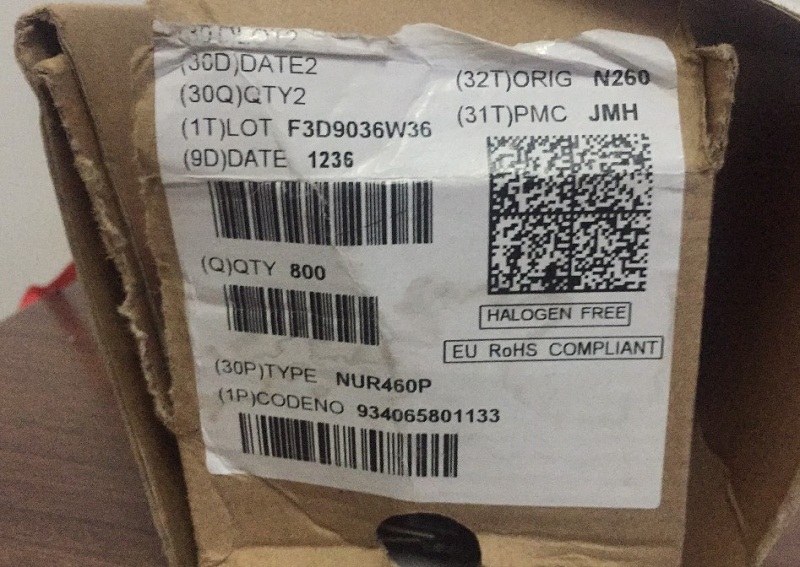 (30D)DATE2
(30Q)QTY2
(1T)LOT F3D9036W36
(9D)DATE 1236
(32T)ORIG N260
(31T)PMC JMH
(Q)QTY 800
HALOGEN FREE
EU RoHS COMPLIANT
(30P)TYPE NUR460P
(1P)CODENO 934065801133